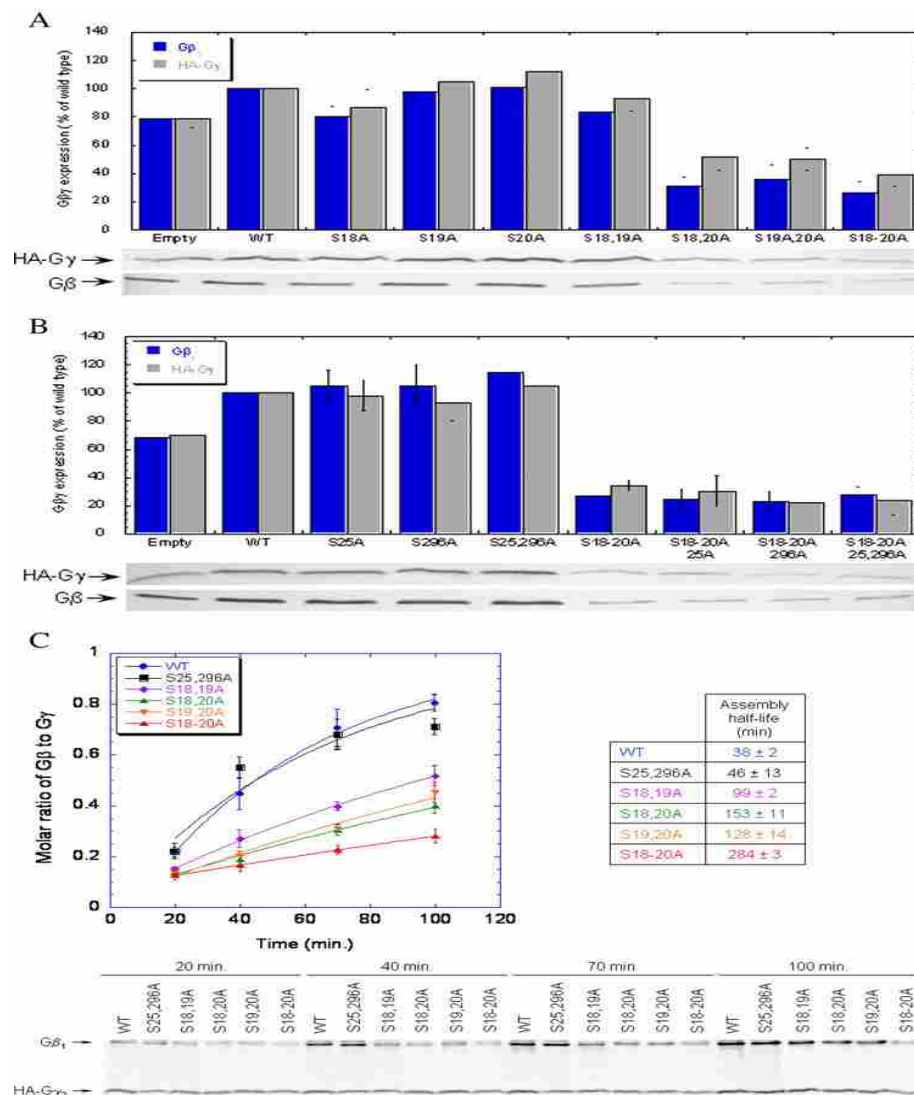 A
140
120
100
80
60
40
20
0
Gβγ expression (% of wild type)
Gβ1
HA-Gγ
Empty WT S18A S19A S20A S18,19A S18,20A S19A,20A S18-20A
HA-Gγ
Gβ
B
140
120
100
80
60
40
20
0
Gβγ expression (% of wild type)
Gβ1
HA-Gγ
Empty WT S25A S296A S25,296A S18-20A S18-20A S18-20A S18-20A
25A 296A 25,296A
HA-Gγ
Gβ
C
1
0.8
0.6
0.4
0.2
0
Molar ratio of Gβ to Gγ
WT
S25,296A
S18,19A
S18,20A
S19,20A
S18-20A
0 20 40 60 80 100 120
Time (min.)
Assembly
half-life
(min)
WT 38 ± 2
S25,296A 46 ± 13
S18,19A 99 ± 2
S18,20A 153 ± 11
S19,20A 128 ± 14
S18-20A 284 ± 3
20 min. 40 min. 70 min. 100 min.
WT S25,296A S18,19A S18,20A S19,20A S18-20A WT S25,296A S18,19A S18,20A S19,20A S18-20A WT S25,296A S18,19A S18,20A S19,20A S18-20A WT S25,296A S18,19A S18,20A S19,20A S18-20A
Gβ1
HA-Gγ2